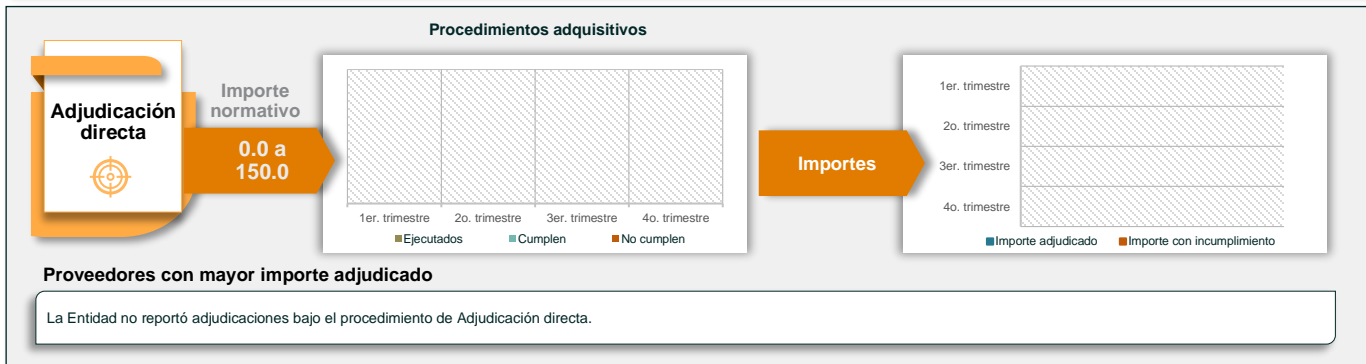 Procedimientos adquisitivos
Adjudicación
directa
Importe
normativo
0.0 a
150.0
1er. trimestre 2o. trimestre 3er. trimestre 4o. trimestre
Ejecutados Cumplen No cumplen
Importes
1er. trimestre
2o. trimestre
3er. trimestre
4o. trimestre
Importe adjudicado Importe con incumplimiento
Proveedores con mayor importe adjudicado
La Entidad no reportó adjudicaciones bajo el procedimiento de Adjudicación directa.